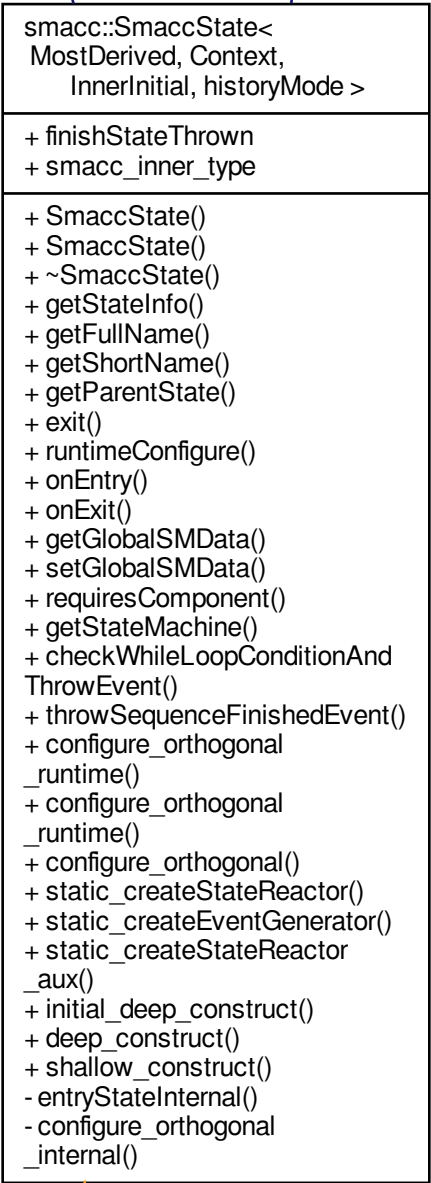 smacc::SmaccState<
MostDerived, Context,
InnerInitial, historyMode >
+ finishStateThrown
+ smacc_inner_type
+ SmaccState()
+ SmaccState()
+ ~SmaccState()
+ getStateInfo()
+ getFullName()
+ getShortName()
+ getParentState()
+ exit()
+ runtimeConfigure()
+ onEntry()
+ onExit()
+ getGlobalSMData()
+ setGlobalSMData()
+ requiresComponent()
+ getStateMachine()
+ checkWhileLoopConditionAnd
ThrowEvent()
+ throwSequenceFinishedEvent()
+ configure_orthogonal
_runtime()
+ configure_orthogonal
_runtime()
+ configure_orthogonal()
+ static_createStateReactor()
+ static_createEventGenerator()
+ static_createStateReactor
_aux()
+ initial_deep_construct()
+ deep_construct()
+ shallow_construct()
- entryStateInternal()
- configure_orthogonal
_internal()